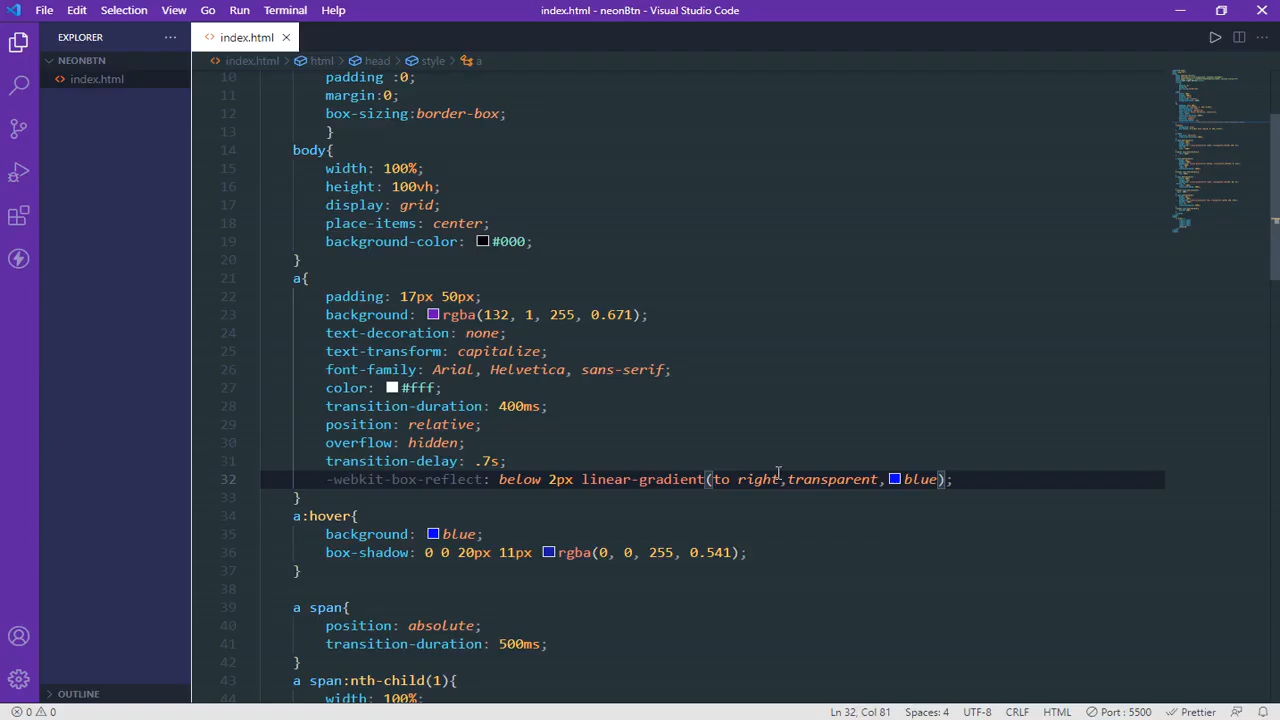 File Edit Selection View Go Run Terminal Help
index.html - neonBtn - Visual Studio Code
EXPLORER
NEONBTN
index.html
OUTLINE
index.html
index.html > html > head > style > a
10 padding :0;
11 margin:0;
12 box-sizing:border-box;
13 }
14 body{
15 width: 100%;
16 height: 100vh;
17 display: grid;
18 place-items: center;
19 background-color: #000;
20 }
21 a{
22 padding: 17px 50px;
23 background: rgba(132, 1, 255, 0.671);
24 text-decoration: none;
25 text-transform: capitalize;
26 font-family: Arial, Helvetica, sans-serif;
27 color: #fff;
28 transition-duration: 400ms;
29 position: relative;
30 overflow: hidden;
31 transition-delay: .7s;
32 -webkit-box-reflect: below 2px linear-gradient(to right,transparent, blue);
33 }
34 a:hover{
35 background: blue;
36 box-shadow: 0 0 20px 11px rgba(0, 0, 255, 0.541);
37 }
38
39 a span{
40 position: absolute;
41 transition-duration: 500ms;
42 }
43 a span:nth-child(1){
44 width: 100%;
0 0
Ln 32, Col 81 Spaces: 4 UTF-8 CRLF HTML Port : 5500 Prettier